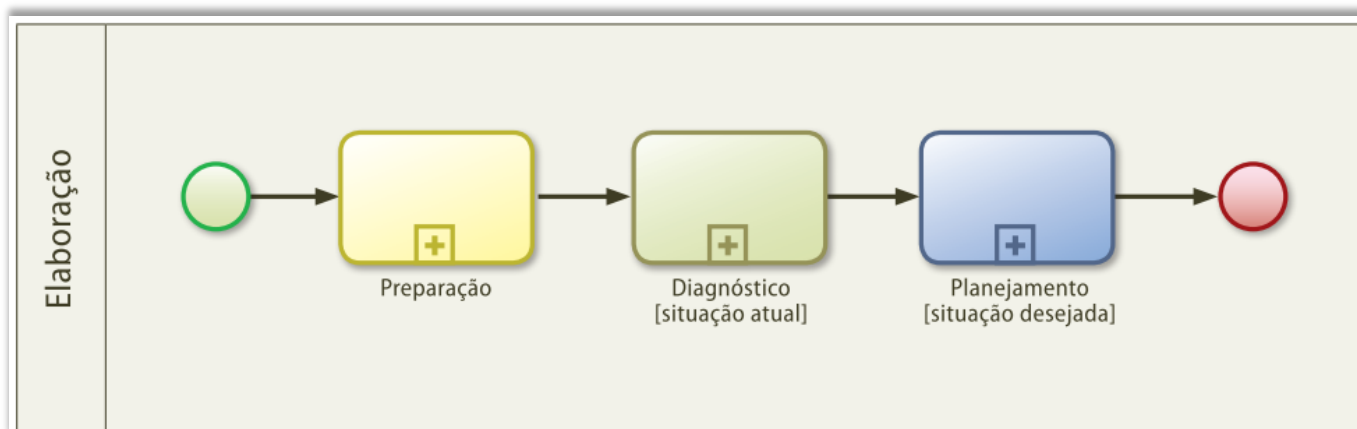 Elaboração
Preparação
Diagnóstico
[situação atual]
Planejamento
[situação desejada]